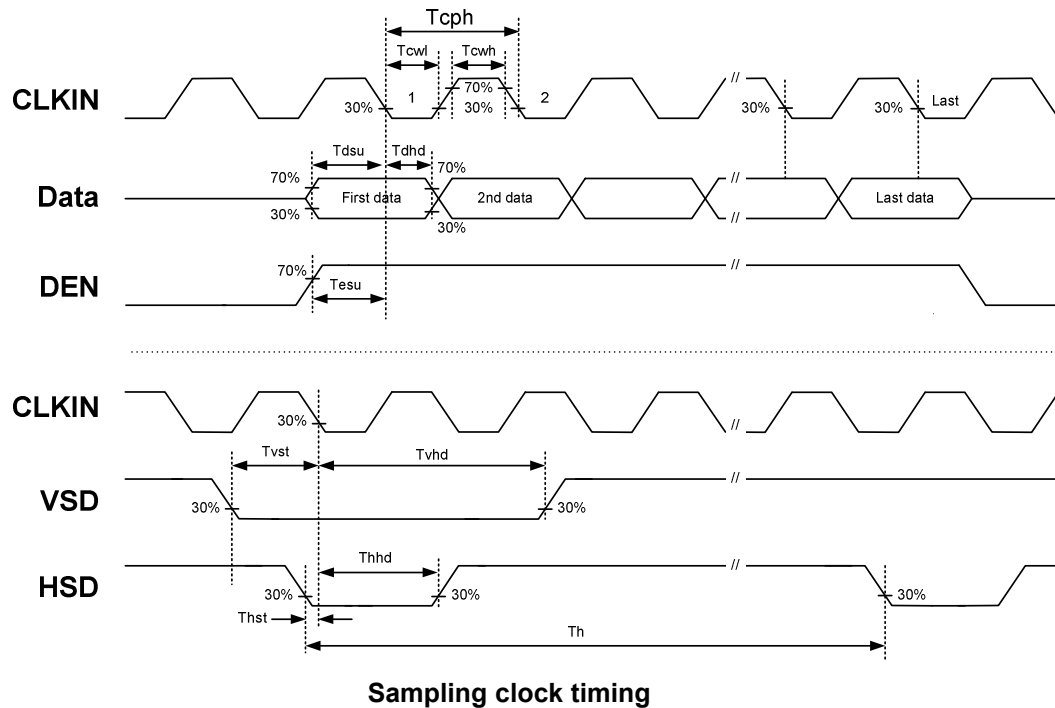 Tcph
Tcwl Tcwh
CLKIN 30% 1 70% 30% 2 // 30% 30% Last
Tdsu Tdhd
70% 70%
Data First data 2nd data // // Last data
30% 30%
//
70%
DEN Tesu
CLKIN 30% //
Tvst Tvhd
//
VSD 30% 30%
Thhd
//
HSD 30% 30% 30%
Thst
Th
Sampling clock timing